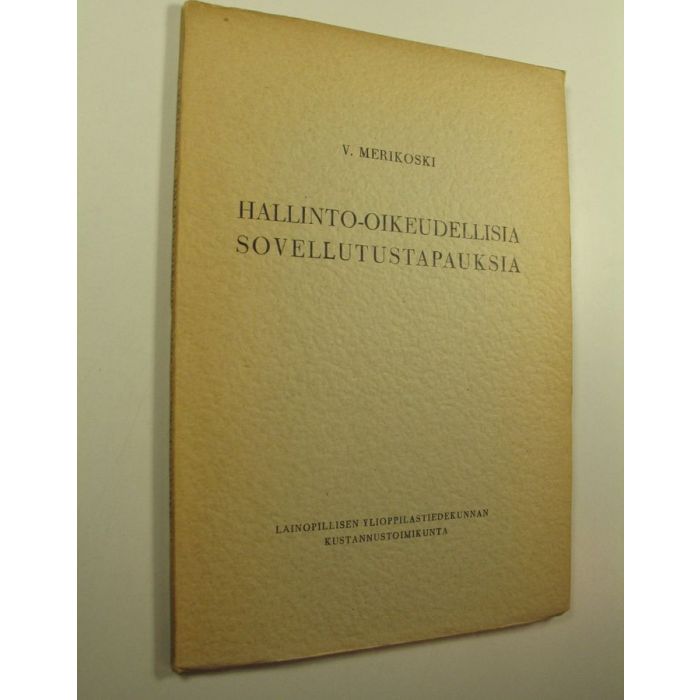 V. MERIKOSKI
HALLINTO-OIKEUDELLISIA
SOVELLUTUSTAPAUKSIA
LAINOPILLISEN YLIOPPILASTIEDEKUNNAN
KUSTANNUSTOIMIKUNTA